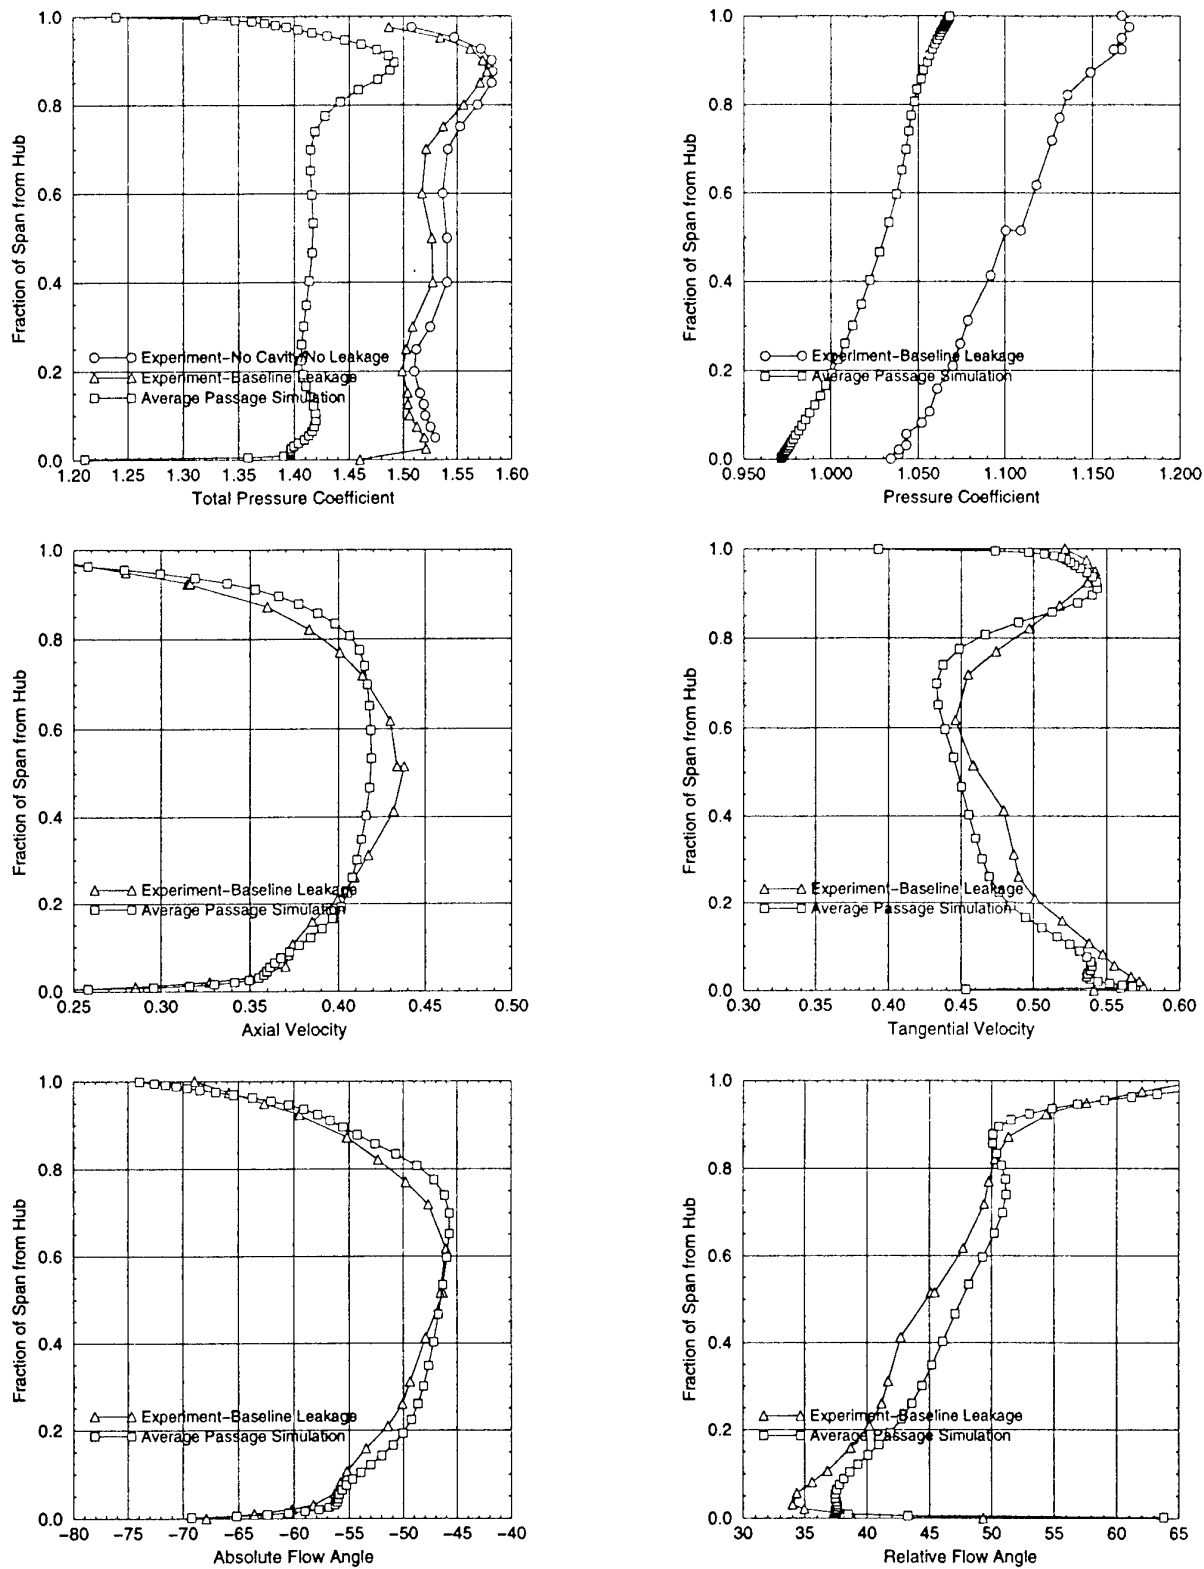 1.0
0.8
0.6
0.4
0.2
0.0
Fraction of Span from Hub
Experiment-No Cavity/No Leakage
Experiment-Baseline Leakage
Average Passage Simulation
1.20 1.25 1.30 1.35 1.40 1.45 1.50 1.55 1.60
Total Pressure Coefficient
1.0
0.8
0.6
0.4
0.2
0.0
Fraction of Span from Hub
Experiment-Baseline Leakage
Average Passage Simulation
0.950 1.000 1.050 1.100 1.150 1.200
Pressure Coefficient
1.0
0.8
0.6
0.4
0.2
0.0
Fraction of Span from Hub
Experiment-Baseline Leakage
Average Passage Simulation
0.25 0.30 0.35 0.40 0.45 0.50
Axial Velocity
1.0
0.8
0.6
0.4
0.2
0.0
Fraction of Span from Hub
Experiment-Baseline Leakage
Average Passage Simulation
0.30 0.35 0.40 0.45 0.50 0.55 0.60
Tangential Velocity
1.0
0.8
0.6
0.4
0.2
0.0
Fraction of Span from Hub
Experiment-Baseline Leakage
Average Passage Simulation
-80 -75 -70 -65 -60 -55 -50 -45 -40
Absolute Flow Angle
1.0
0.8
0.6
0.4
0.2
0.0
Fraction of Span from Hub
Experiment-Baseline Leakage
Average Passage Simulation
30 35 40 45 50 55 60 65
Relative Flow Angle